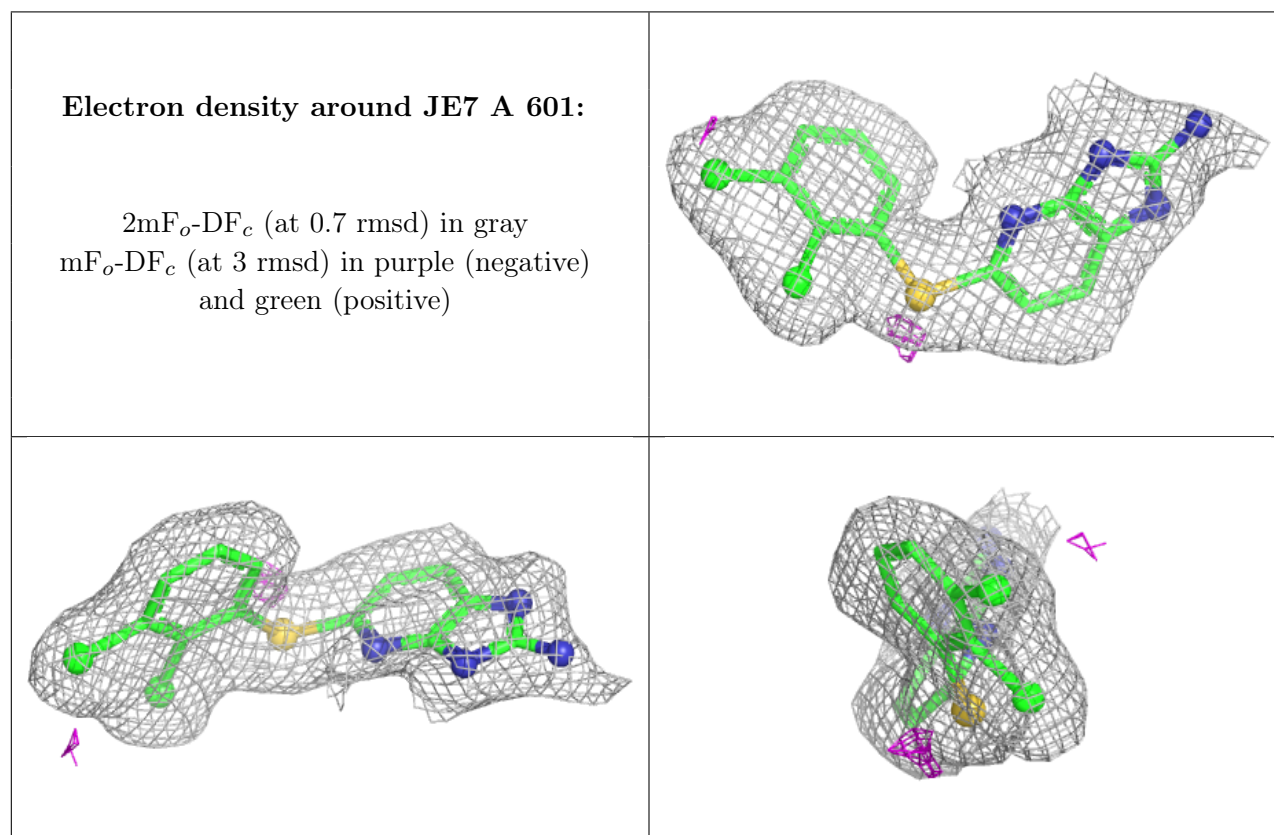 Electron density around JE7 A 601:
2mFo-DFc (at 0.7 rmsd) in gray
mFo-DFc (at 3 rmsd) in purple (negative)
and green (positive)